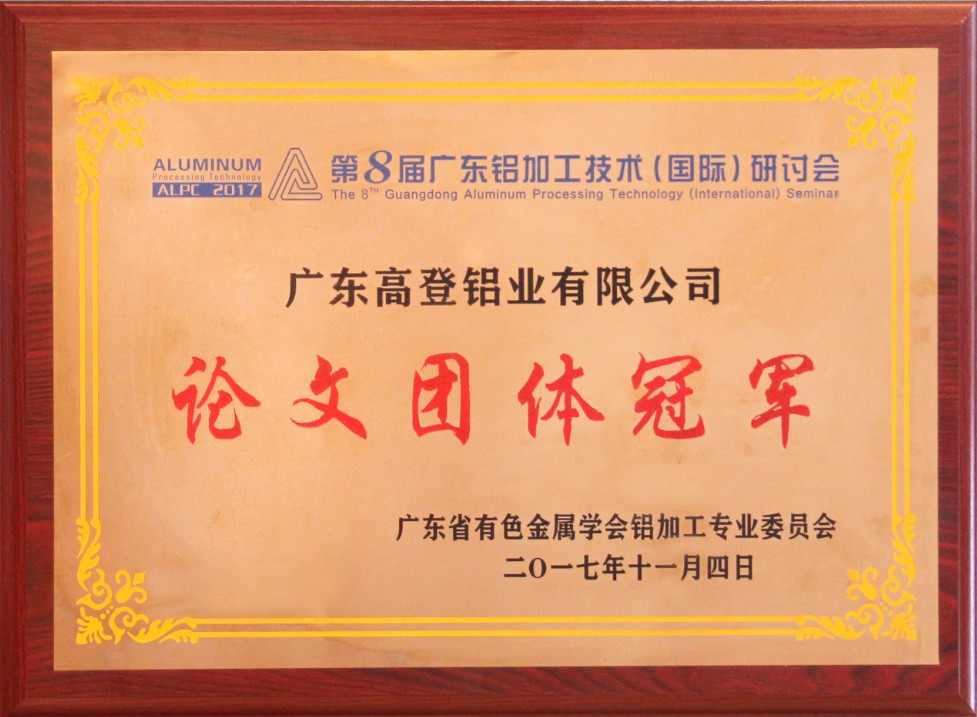 ALUMINUM
Processing Technology
ALPC 2017
第8届广东铝加工技术(国际)研讨会
The 8TH Guangdong Aluminum Processing Technology (International) Seminar
广东高登铝业有限公司
论文团体冠军
广东省有色金属学会铝加工专业委员会
二O一七年十一月四日